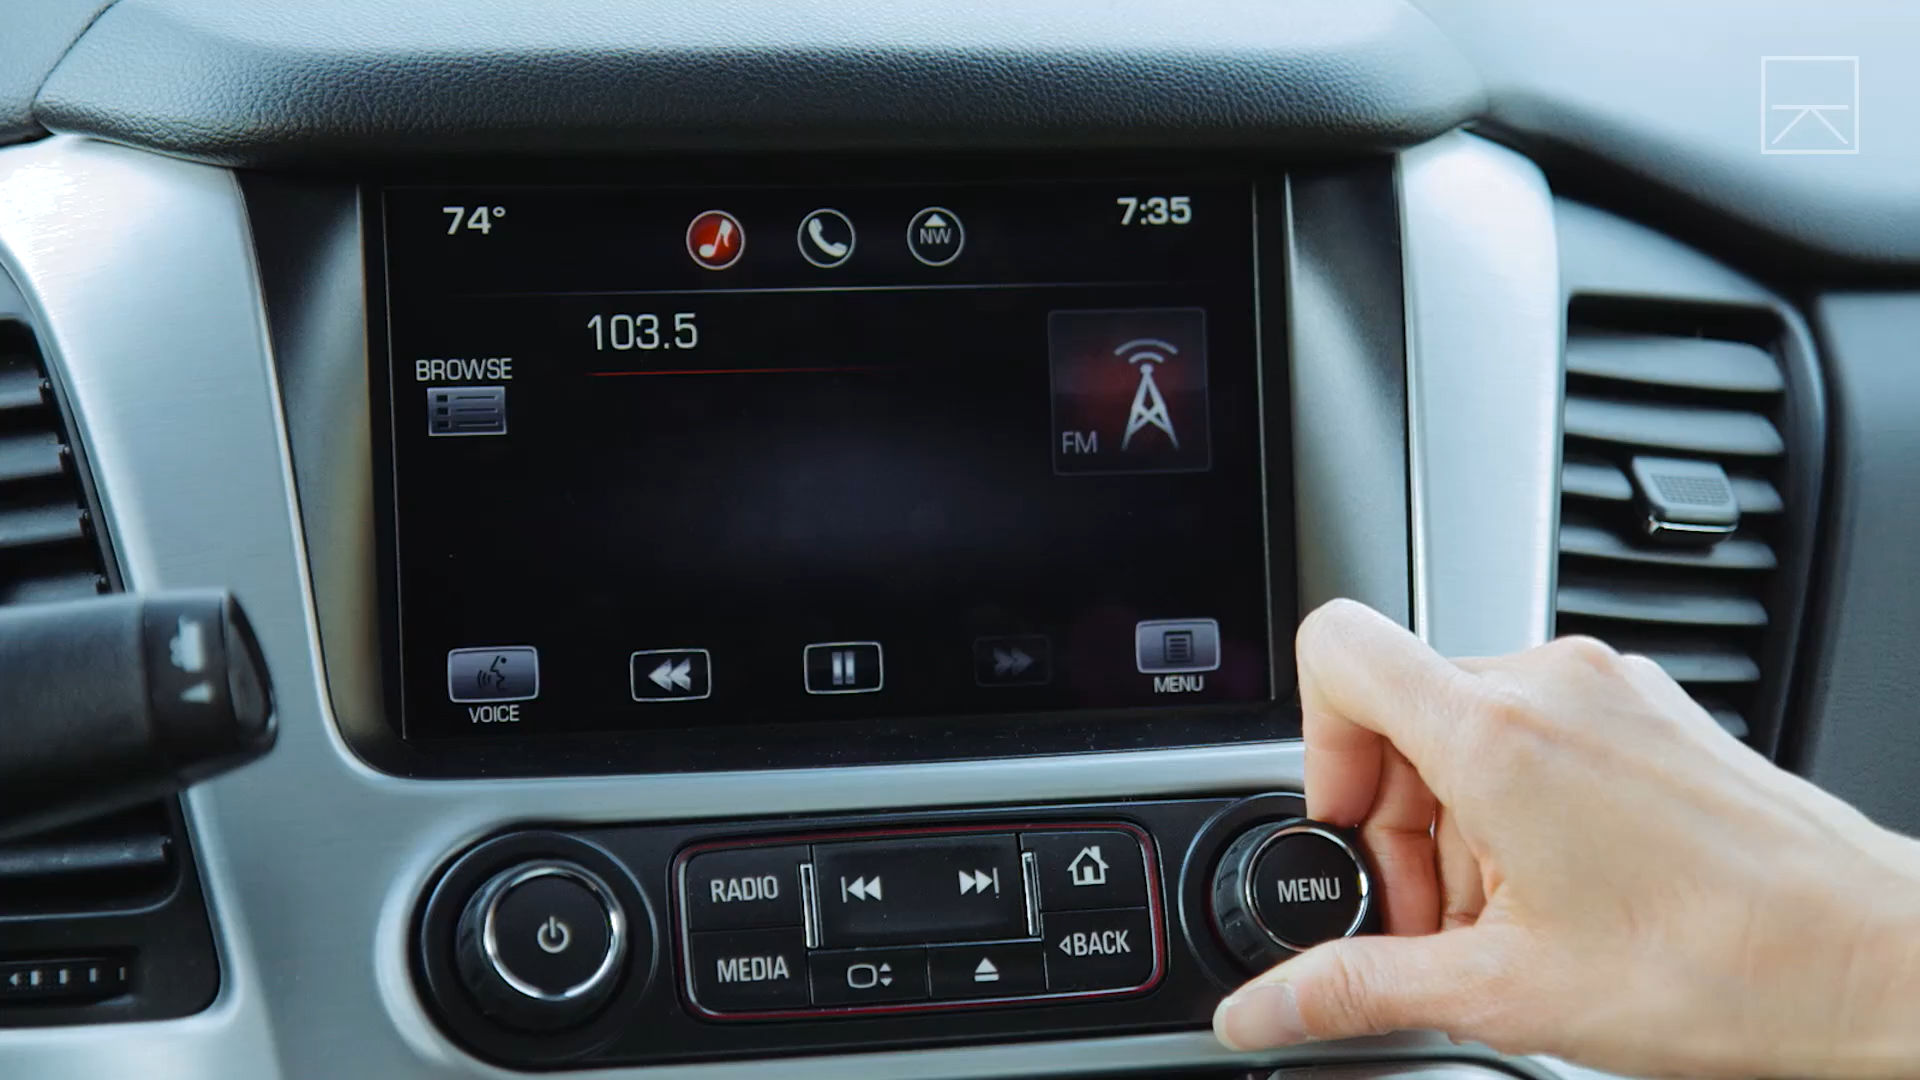 74°
NW
7:35
103.5
BROWSE
FM
VOICE
MENU
RADIO
MENU
MEDIA
BACK